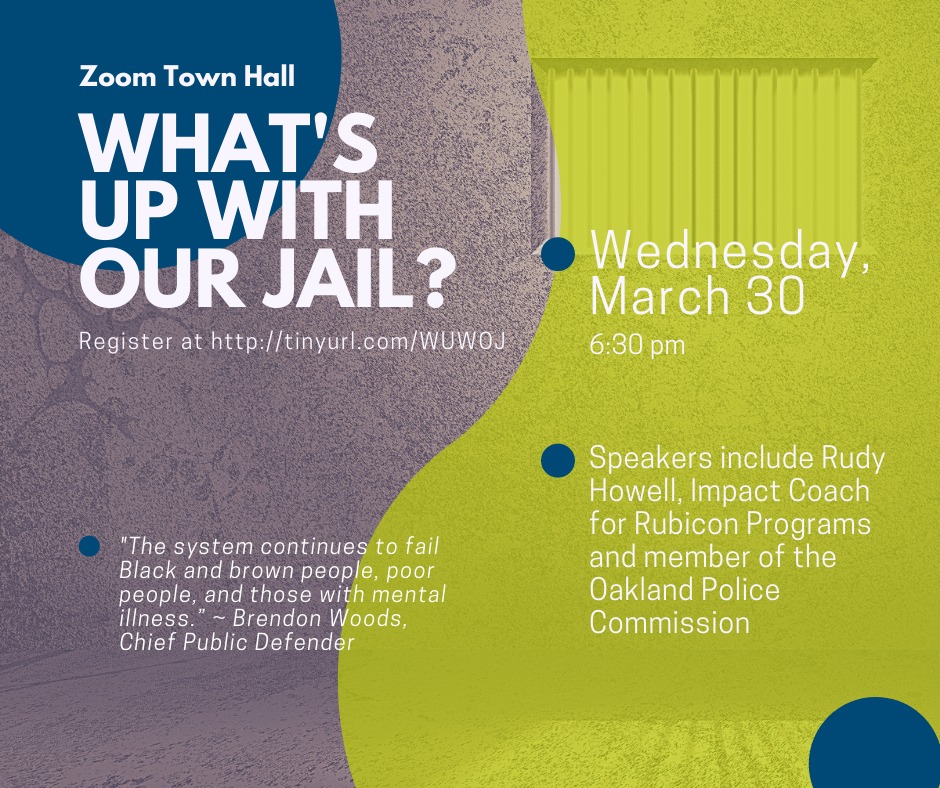 Zoom Town Hall
WHAT'S
UP WITH
OUR JAIL?
Register at http://tinyurl.com/WUWOJ
Wednesday,
March 30
6:30 pm
Speakers include Rudy
Howell, Impact Coach
for Rubicon Programs
and member of the
Oakland Police
Commission
"The system continues to fail
Black and brown people, poor
people, and those with mental
illness.” ~ Brendon Woods,
Chief Public Defender